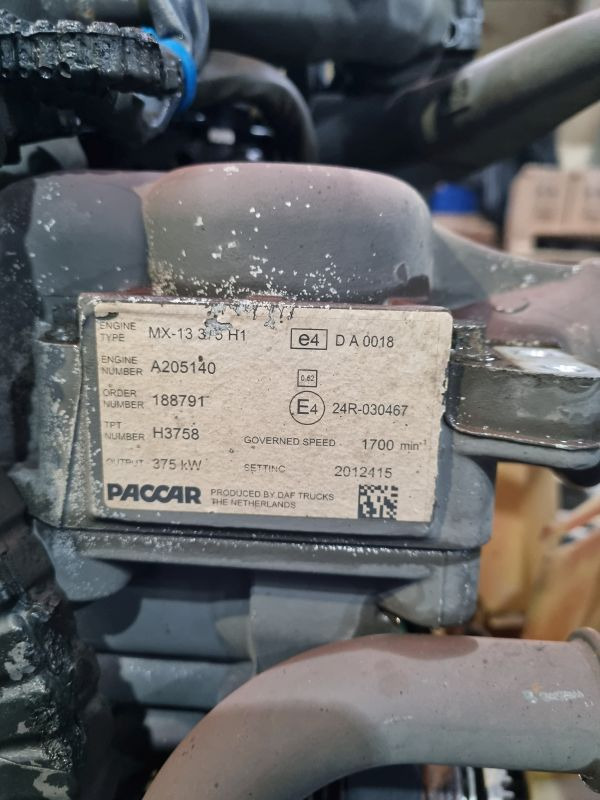 ENGINE TYPE MX-13 375 H1 e4 D A 0018
ENGINE NUMBER A205140
0.62
ORDER NUMBER 188791 E4 24R-030467
TPT NUMBER H3758 GOVERNED SPEED 1700 min⁻¹
OUTPUT 375 kW SETTING 2012415
PACCAR PRODUCED BY DAF TRUCKS
THE NETHERLANDS